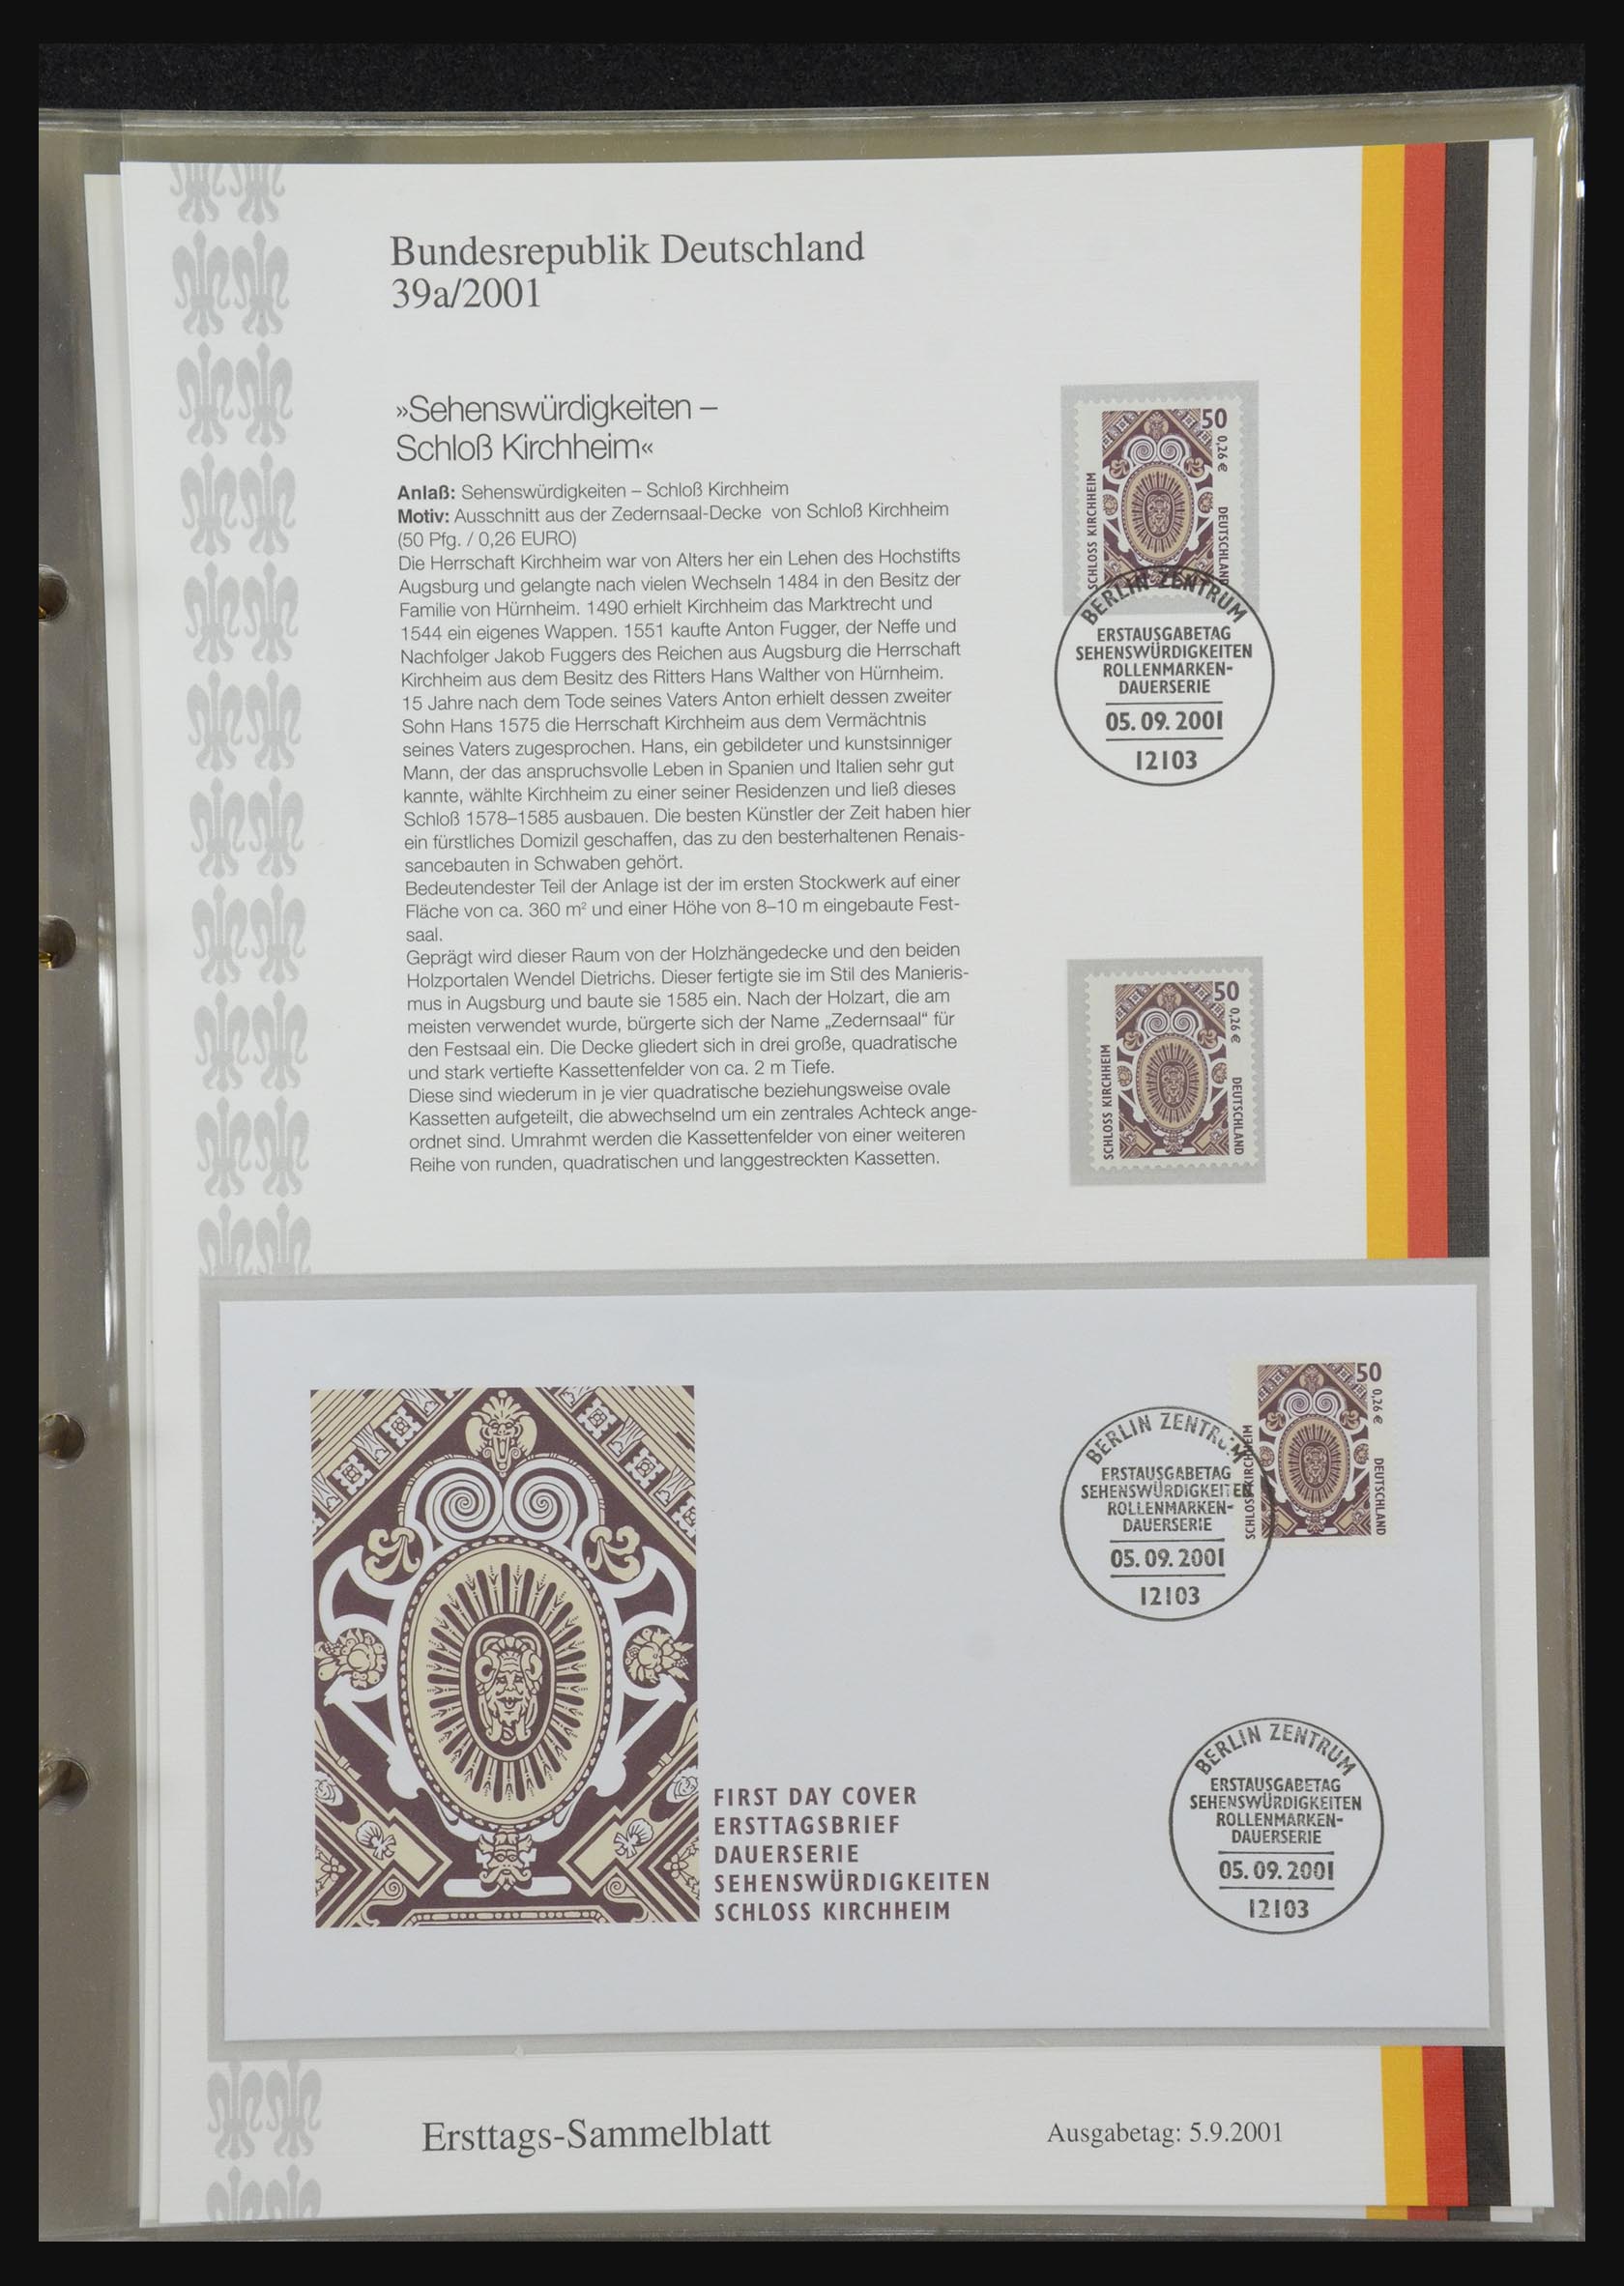 Bundesrepublik Deutschland
39a/2001
»Sehenswürdigkeiten –
Schloß Kirchheim«
Anlaß: Sehenswürdigkeiten – Schloß Kirchheim
Motiv: Ausschnitt aus der Zedernsaal-Decke von Schloß Kirchheim
(50 Pfg. / 0,26 EURO)
Die Herrschaft Kirchheim war von Alters her ein Lehen des Hochstifts
Augsburg und gelangte nach vielen Wechseln 1484 in den Besitz der
Familie von Hürnheim. 1490 erhielt Kirchheim das Marktrecht und
1544 ein eigenes Wappen. 1551 kaufte Anton Fugger, der Neffe und
Nachfolger Jakob Fuggers des Reichen aus Augsburg die Herrschaft
Kirchheim aus dem Besitz des Ritters Hans Walther von Hürnheim.
15 Jahre nach dem Tode seines Vaters Anton erhielt dessen zweiter
Sohn Hans 1575 die Herrschaft Kirchheim aus dem Vermächtnis
seines Vaters zugesprochen. Hans, ein gebildeter und kunstsinniger
Mann, der das anspruchsvolle Leben in Spanien und Italien sehr gut
kannte, wählte Kirchheim zu einer seiner Residenzen und ließ dieses
Schloß 1578–1585 ausbauen. Die besten Künstler der Zeit haben hier
ein fürstliches Domizil geschaffen, das zu den besterhaltenen Renais-
sancebauten in Schwaben gehört.
Bedeutendester Teil der Anlage ist der im ersten Stockwerk auf einer
Fläche von ca. 360 m² und einer Höhe von 8–10 m eingebaute Fest-
saal.
Geprägt wird dieser Raum von der Holzhängedecke und den beiden
Holzportalen Wendel Dietrichs. Dieser fertigte sie im Stil des Manieris-
mus in Augsburg und baute sie 1585 ein. Nach der Holzart, die am
meisten verwendet wurde, bürgerte sich der Name „Zedernsaal“ für
den Festsaal ein. Die Decke gliedert sich in drei große, quadratische
und stark vertiefte Kassettenfelder von ca. 2 m Tiefe.
Diese sind wiederum in je vier quadratische beziehungsweise ovale
Kassetten aufgeteilt, die abwechselnd um ein zentrales Achteck ange-
ordnet sind. Umrahmt werden die Kassettenfelder von einer weiteren
Reihe von runden, quadratischen und langgestreckten Kassetten.
50
0,26 €
SCHLOSS KIRCHHEIM
DEUTSCHLAND
BERLIN ZENTRUM
ERSTAUSGABETAG
SEHENSWÜRDIGKEITEN
ROLLENMARKEN-
DAUERSERIE
05.09.2001
12103
50
0,26 €
SCHLOSS KIRCHHEIM
DEUTSCHLAND
50
0,26 €
SCHLOSS KIRCHHEIM
DEUTSCHLAND
BERLIN ZENTRUM
ERSTAUSGABETAG
SEHENSWÜRDIGKEITEN
ROLLENMARKEN-
DAUERSERIE
05.09.2001
12103
FIRST DAY COVER
ERSTTAGSBRIEF
DAUERSERIE
SEHENSWÜRDIGKEITEN
SCHLOSS KIRCHHEIM
BERLIN ZENTRUM
ERSTAUSGABETAG
SEHENSWÜRDIGKEITEN
ROLLENMARKEN-
DAUERSERIE
05.09.2001
12103
Ersttags-Sammelblatt
Ausgabetag: 5.9.2001